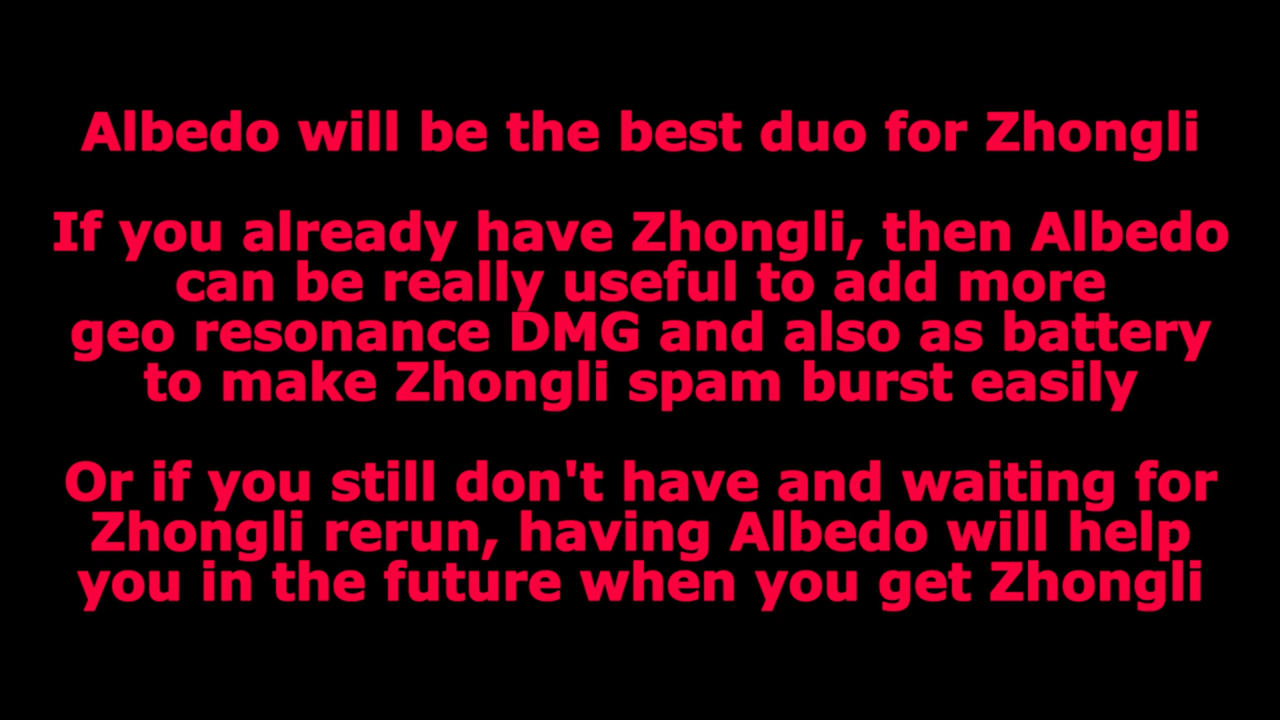 Albedo will be the best duo for Zhongli
If you already have Zhongli, then Albedo
can be really useful to add more
geo resonance DMG and also as battery
to make Zhongli spam burst easily
Or if you still don't have and waiting for
Zhongli rerun, having Albedo will help
you in the future when you get Zhongli